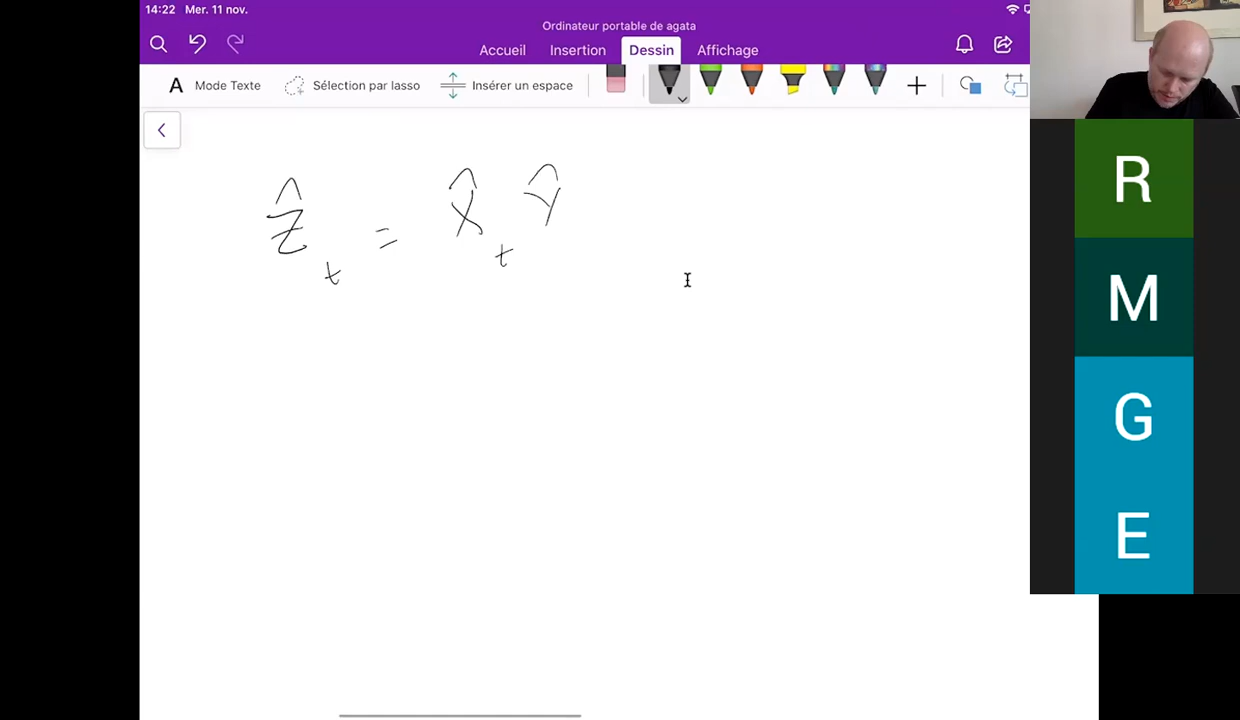 14:22 Mer. 11 nov.
Ordinateur portable de agata
Accueil Insertion Dessin Affichage
A Mode Texte Sélection par lasso Insérer un espace
Ẑ_t = X̂_t Ŷ
R
M
G
E